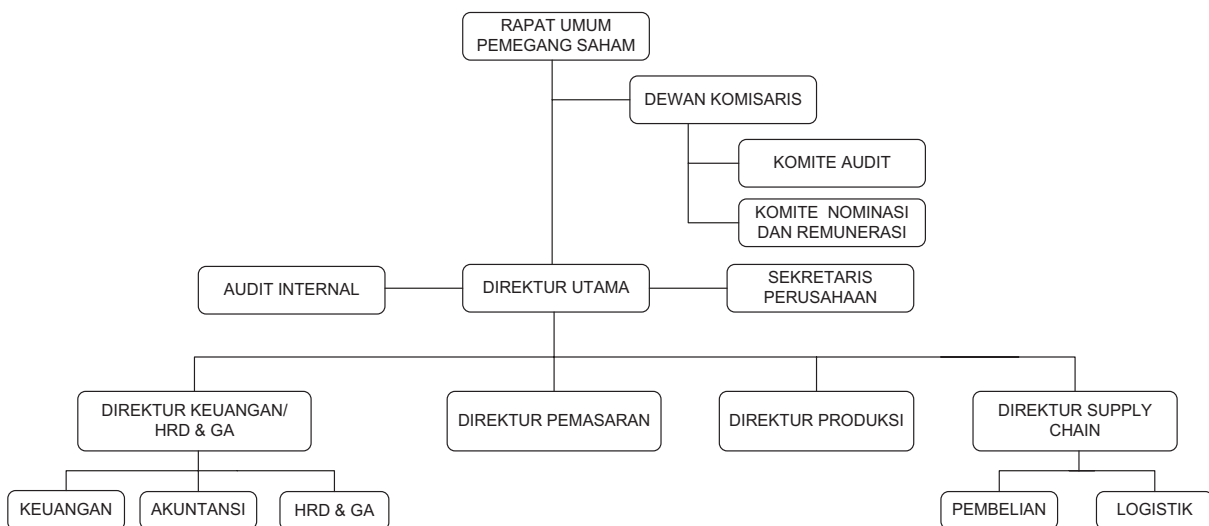 RAPAT UMUM
PEMEGANG SAHAM
DEWAN KOMISARIS
KOMITE AUDIT
KOMITE NOMINASI
DAN REMUNERASI
AUDIT INTERNAL
DIREKTUR UTAMA
SEKRETARIS
PERUSAHAAN
DIREKTUR KEUANGAN/
HRD & GA
DIREKTUR PEMASARAN
DIREKTUR PRODUKSI
DIREKTUR SUPPLY
CHAIN
KEUANGAN
AKUNTANSI
HRD & GA
PEMBELIAN
LOGISTIK